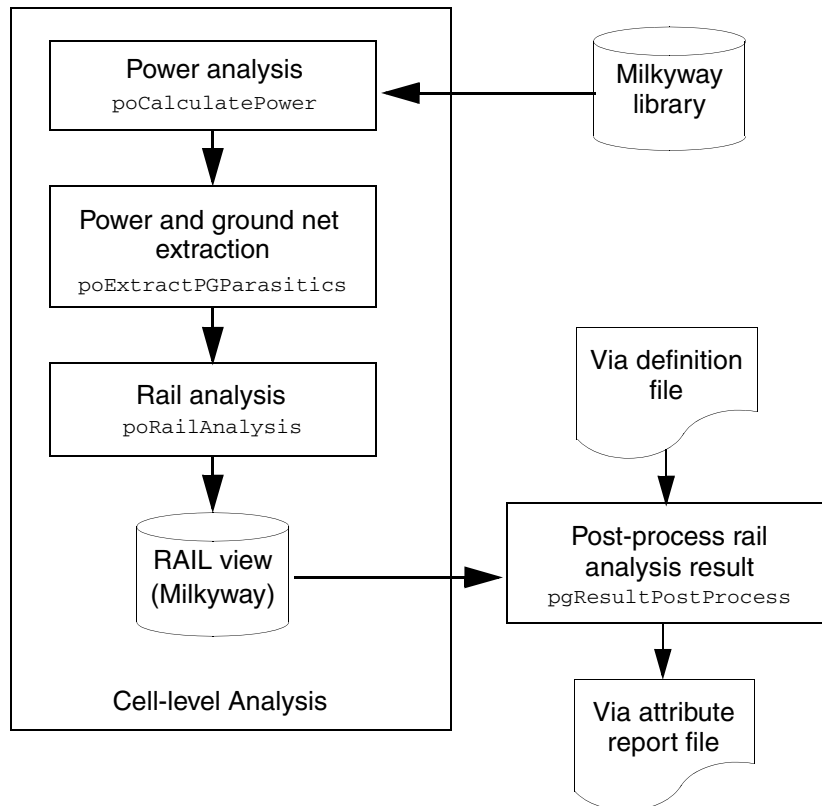 Power analysis
poCalculatePower
Milkyway
library
Power and ground net
extraction
poExtractPGParasitics
Rail analysis
poRailAnalysis
Via definition
file
RAIL view
(Milkyway)
Post-process rail
analysis result
pgResultPostProcess
Cell-level Analysis
Via attribute
report file